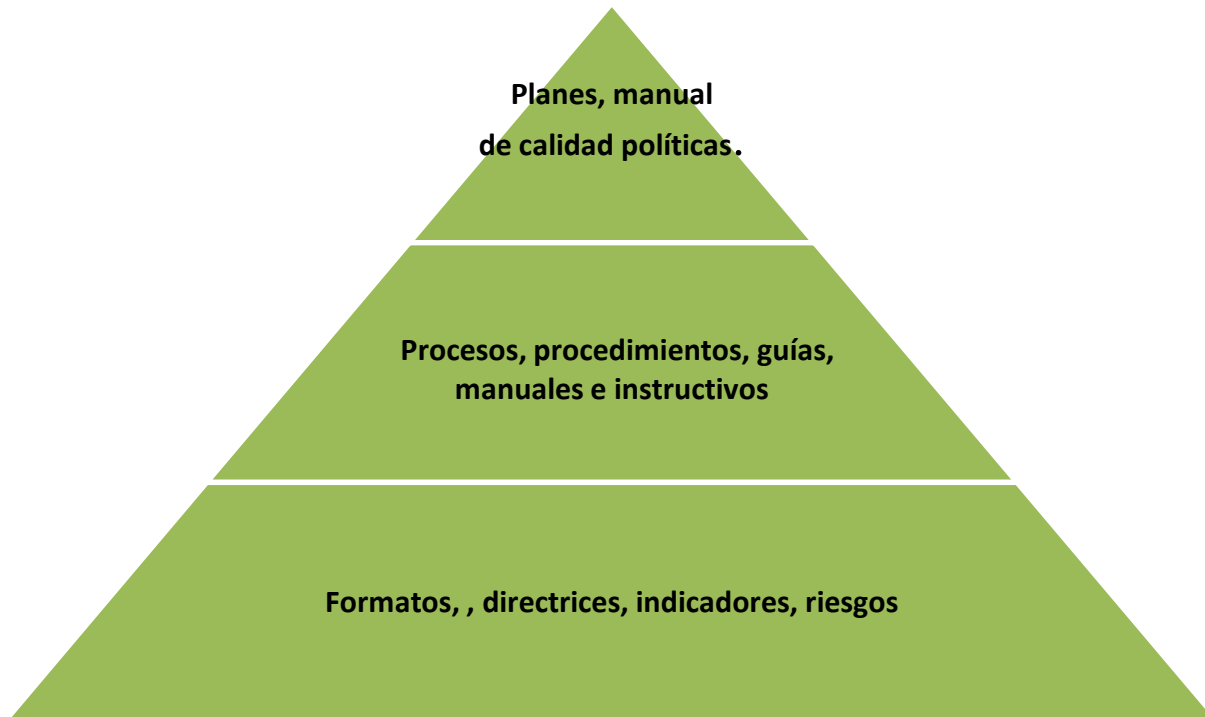 Planes, manual
de calidad políticas.
Procesos, procedimientos, guías,
manuales e instructivos
Formatos, , directrices, indicadores, riesgos